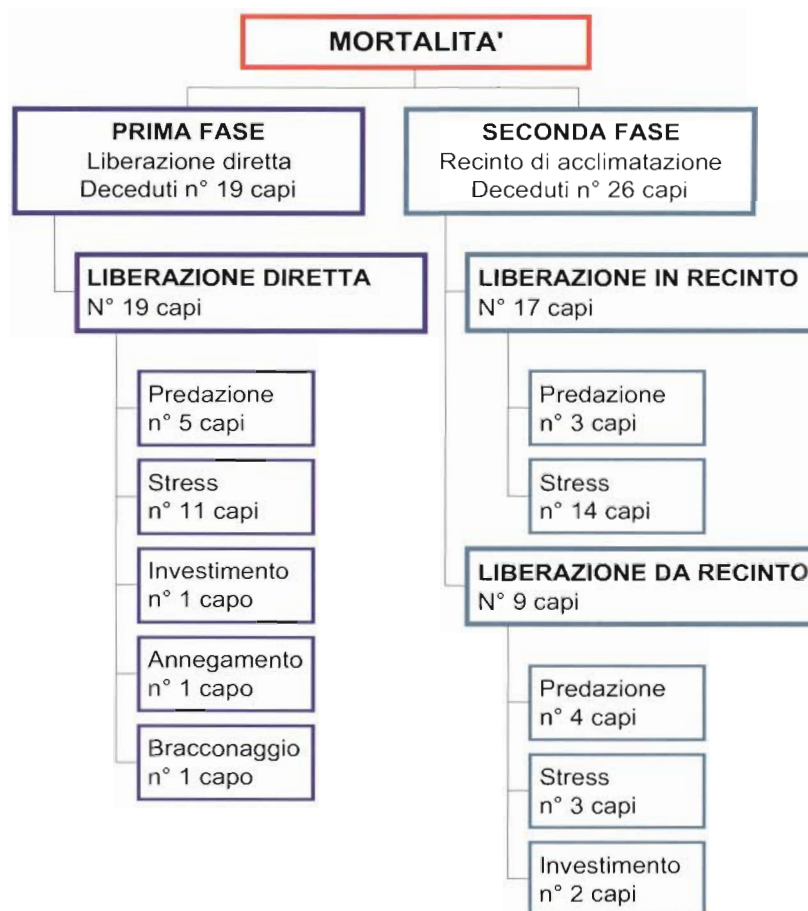 MORTALITA'
PRIMA FASE
Liberazione diretta
Deceduti n° 19 capi
LIBERAZIONE DIRETTA
N° 19 capi
Predazione
n° 5 capi
Stress
n° 11 capi
Investimento
n° 1 capo
Annegamento
n° 1 capo
Bracconaggio
n° 1 capo
SECONDA FASE
Recinto di acclimatazione
Deceduti n° 26 capi
LIBERAZIONE IN RECINTO
N° 17 capi
Predazione
n° 3 capi
Stress
n° 14 capi
LIBERAZIONE DA RECINTO
N° 9 capi
Predazione
n° 4 capi
Stress
n° 3 capi
Investimento
n° 2 capi